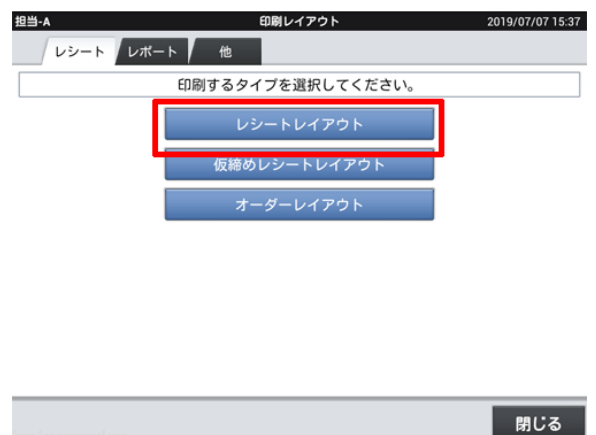 担当-A 印刷レイアウト 2019/07/07 15:37
レシート レポート 他
印刷するタイプを選択してください。
レシートレイアウト
仮締めレシートレイアウト
オーダーレイアウト
閉じる